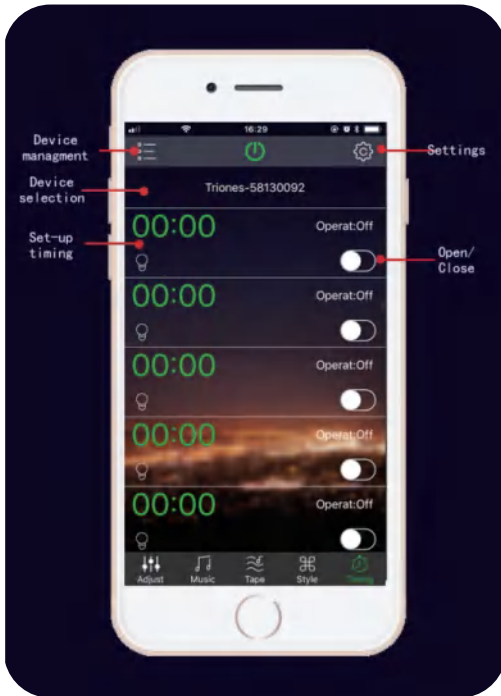 16:29
Device
managment
Settings
Device
selection
Triones-58130092
Set-up
timing
00:00
Operat:Off
Open/
Close
00:00
Operat:Off
00:00
Operat:Off
00:00
Operat:Off
00:00
Operat:Off
Adjust
Music
Tape
Style
Timing